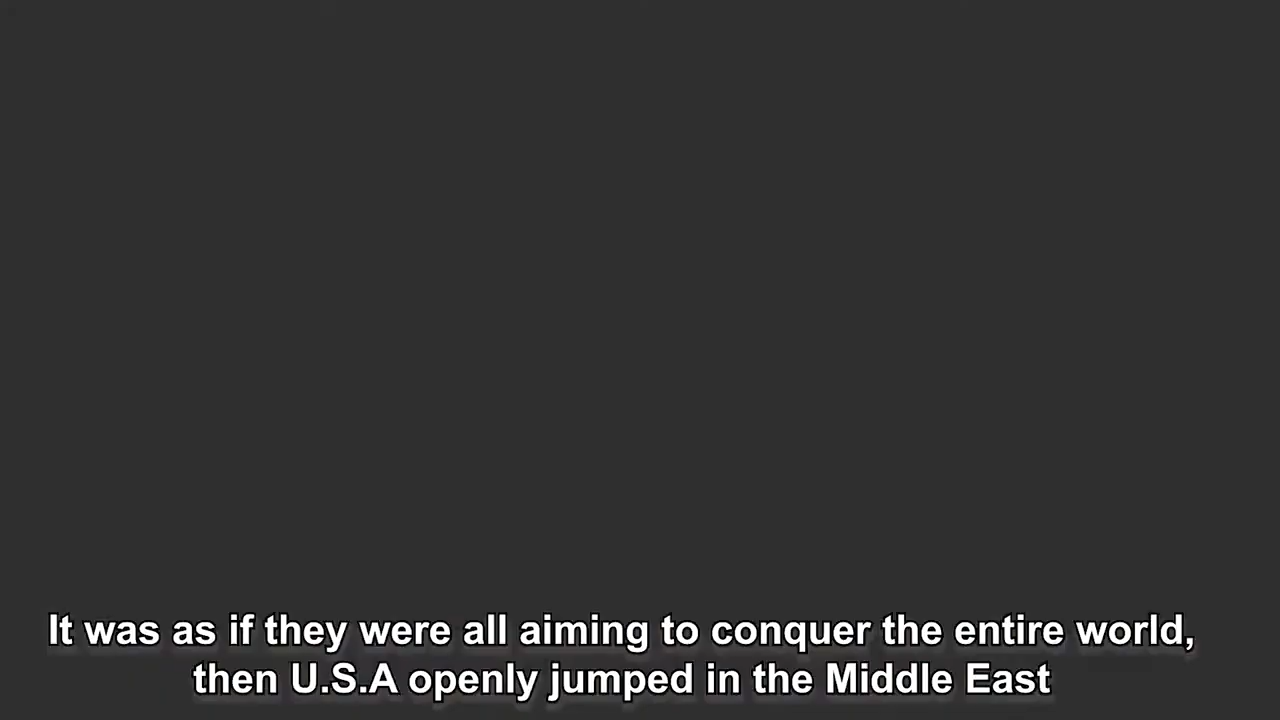 It was as if they were all aiming to conquer the entire world,
then U.S.A openly jumped in the Middle East